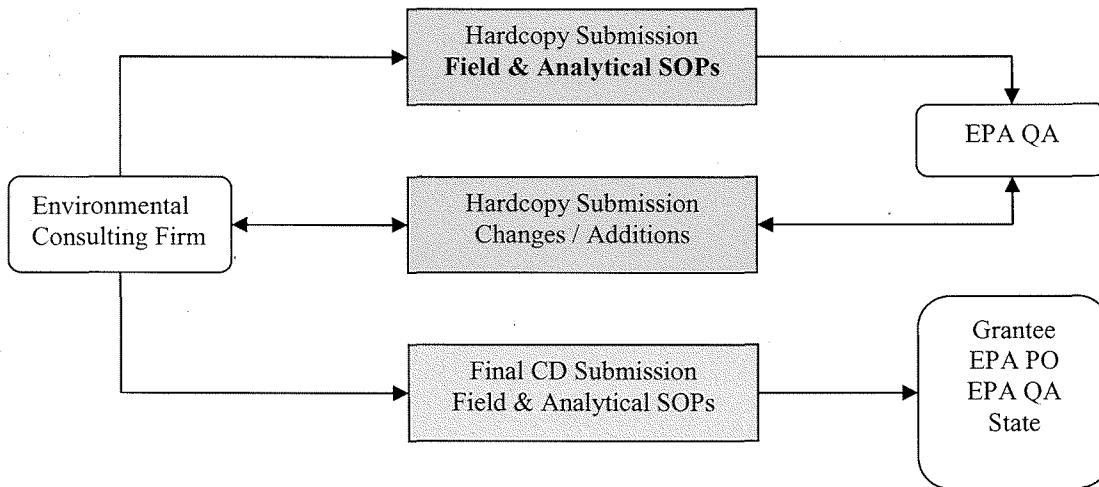 Hardcopy Submission
Field & Analytical SOPs
EPA QA
Environmental
Consulting Firm
Hardcopy Submission
Changes / Additions
Final CD Submission
Field & Analytical SOPs
Grantee
EPA PO
EPA QA
State